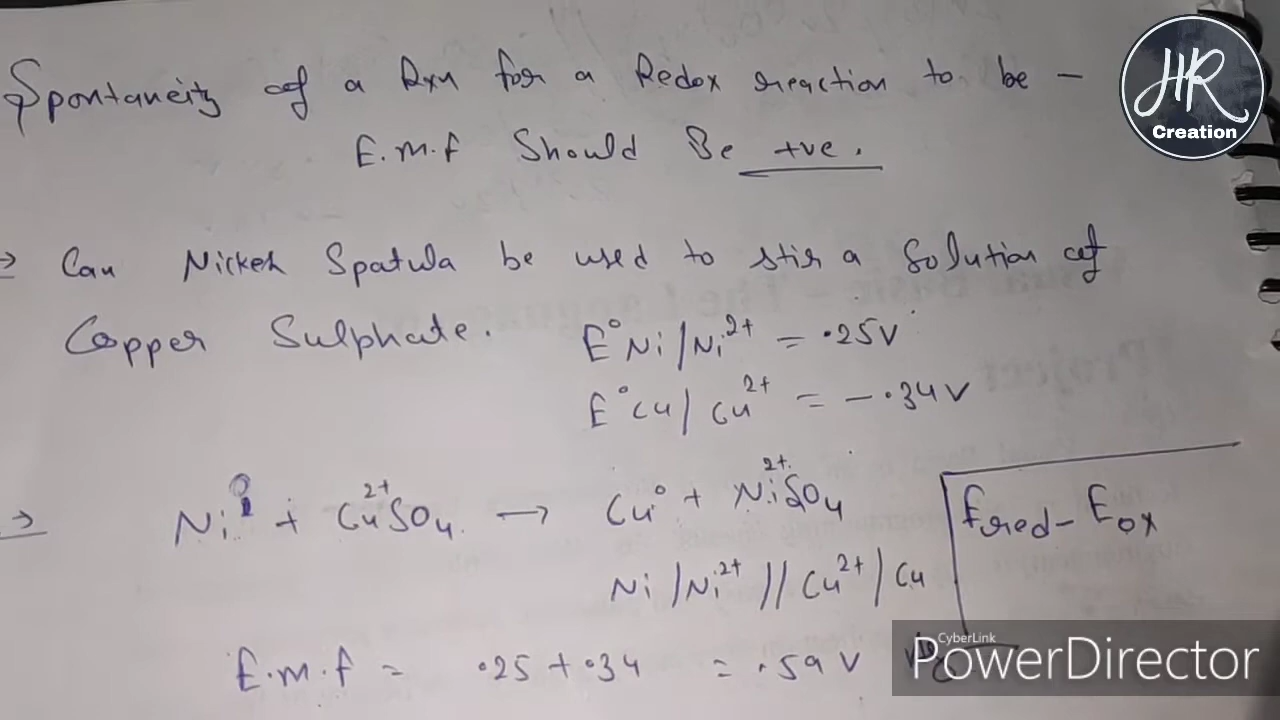 Spontaneity of a Rxn for a Redox reaction to be -
E.m.f Should Be +ve.
HR
Creation
→ Can Nickel Spatula be used to stir a Solution of
Copper Sulphate.
E° Ni/Ni²⁺ = .25V
E° Cu/Cu²⁺ = - .34V
→ Ni° + Cu²⁺SO₄ → Cu° + Ni²⁺SO₄
Ered - Eox
Ni/Ni²⁺//Cu²⁺/Cu
E.m.f = .25 + .34 = .59 V
CyberLink
PowerDirector